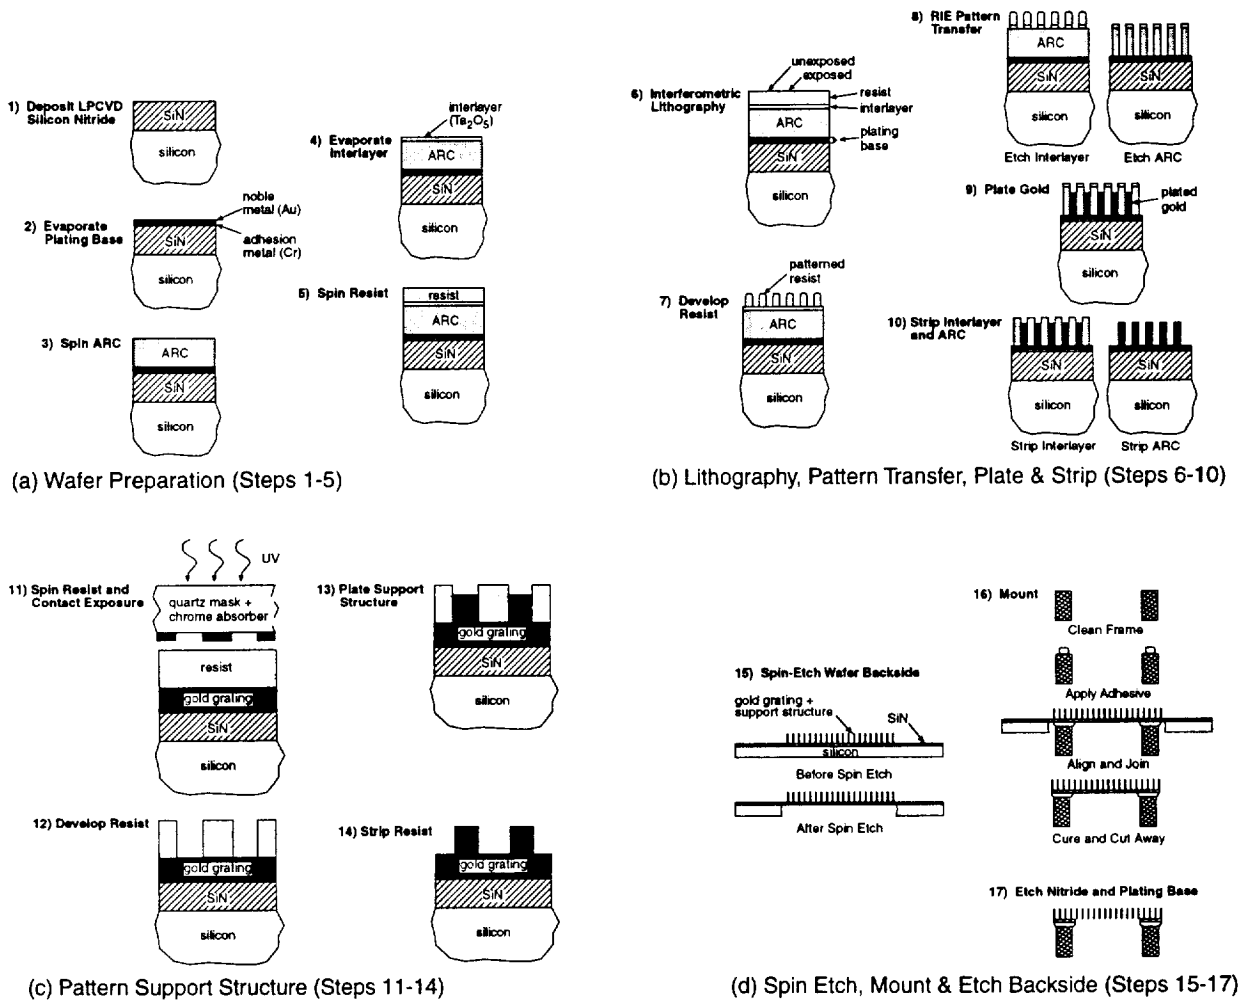 1) Deposit LPCVD
Silicon Nitride
SiN
silicon
2) Evaporate
Plating Base
noble
metal (Au)
adhesion
metal (Cr)
SiN
silicon
3) Spin ARC
ARC
SiN
silicon
4) Evaporate
Interlayer
interlayer
(Ta₂O₅)
ARC
SiN
silicon
5) Spin Resist
resist
ARC
SiN
silicon
(a) Wafer Preparation (Steps 1-5)
6) Interferometric
Lithography
unexposed
exposed
resist
interlayer
plating
base
ARC
SiN
silicon
7) Develop
Resist
patterned
resist
ARC
SiN
silicon
8) RIE Pattern
Transfer
ARC
SiN
silicon
Etch Interlayer
SiN
silicon
Etch ARC
9) Plate Gold
plated
gold
SiN
silicon
10) Strip Interlayer
and ARC
SiN
silicon
Strip Interlayer
SiN
silicon
Strip ARC
(b) Lithography, Pattern Transfer, Plate & Strip (Steps 6-10)
11) Spin Resist and
Contact Exposure
UV
quartz mask +
chrome absorber
resist
gold grating
SiN
silicon
12) Develop Resist
gold grating
SiN
silicon
13) Plate Support
Structure
gold grating
SiN
silicon
14) Strip Resist
gold grating
SiN
silicon
(c) Pattern Support Structure (Steps 11-14)
15) Spin-Etch Wafer Backside
gold grating +
support structure
SiN
silicon
Before Spin Etch
After Spin Etch
16) Mount
Clean Frame
Apply Adhesive
Align and Join
Cure and Cut Away
17) Etch Nitride and Plating Base
(d) Spin Etch, Mount & Etch Backside (Steps 15-17)